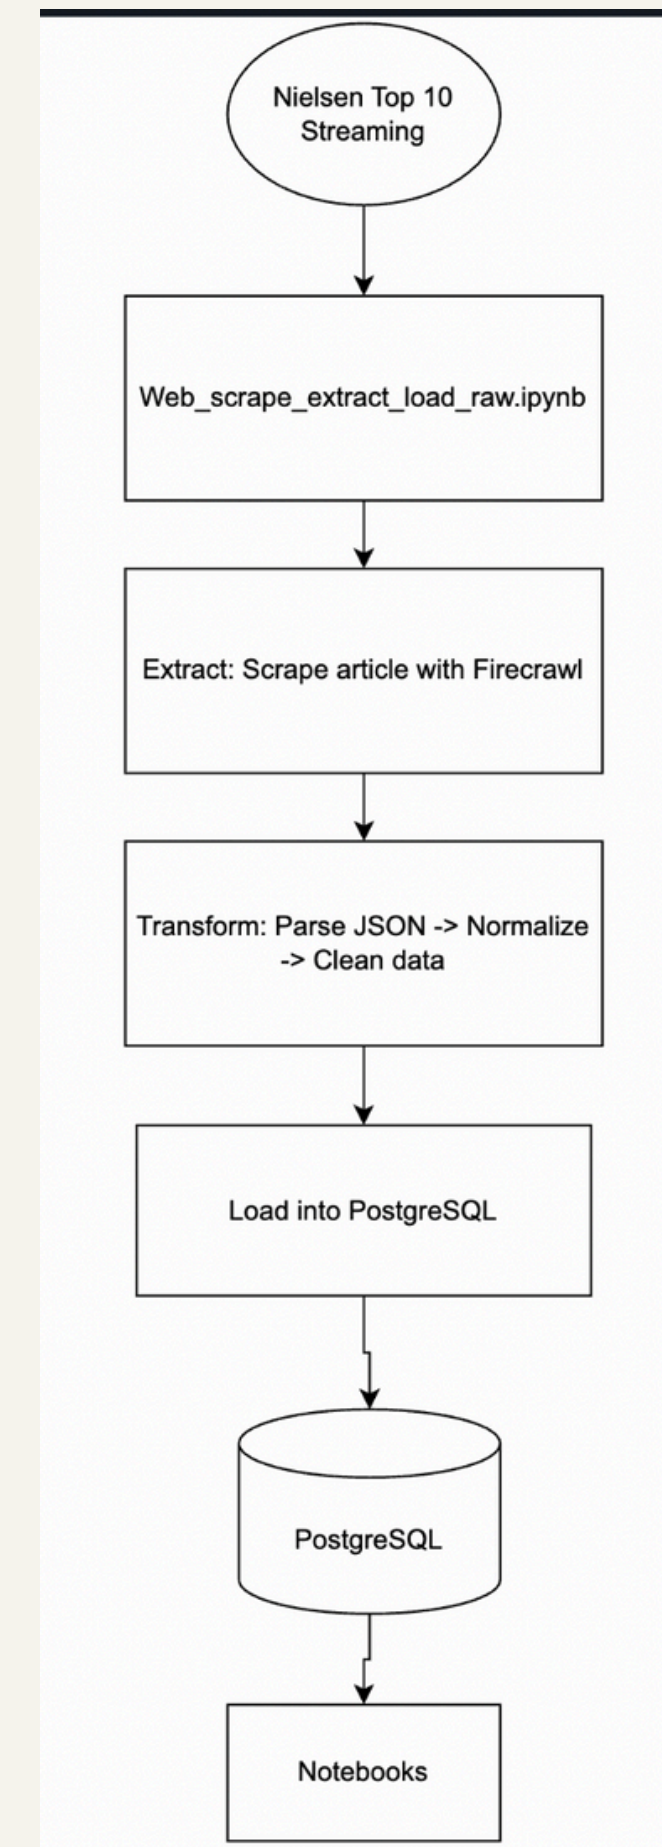 Nielsen Top 10
Streaming
Web_scrape_extract_load_raw.ipynb
Extract: Scrape article with Firecrawl
Transform: Parse JSON -> Normalize
-> Clean data
Load into PostgreSQL
PostgreSQL
Notebooks